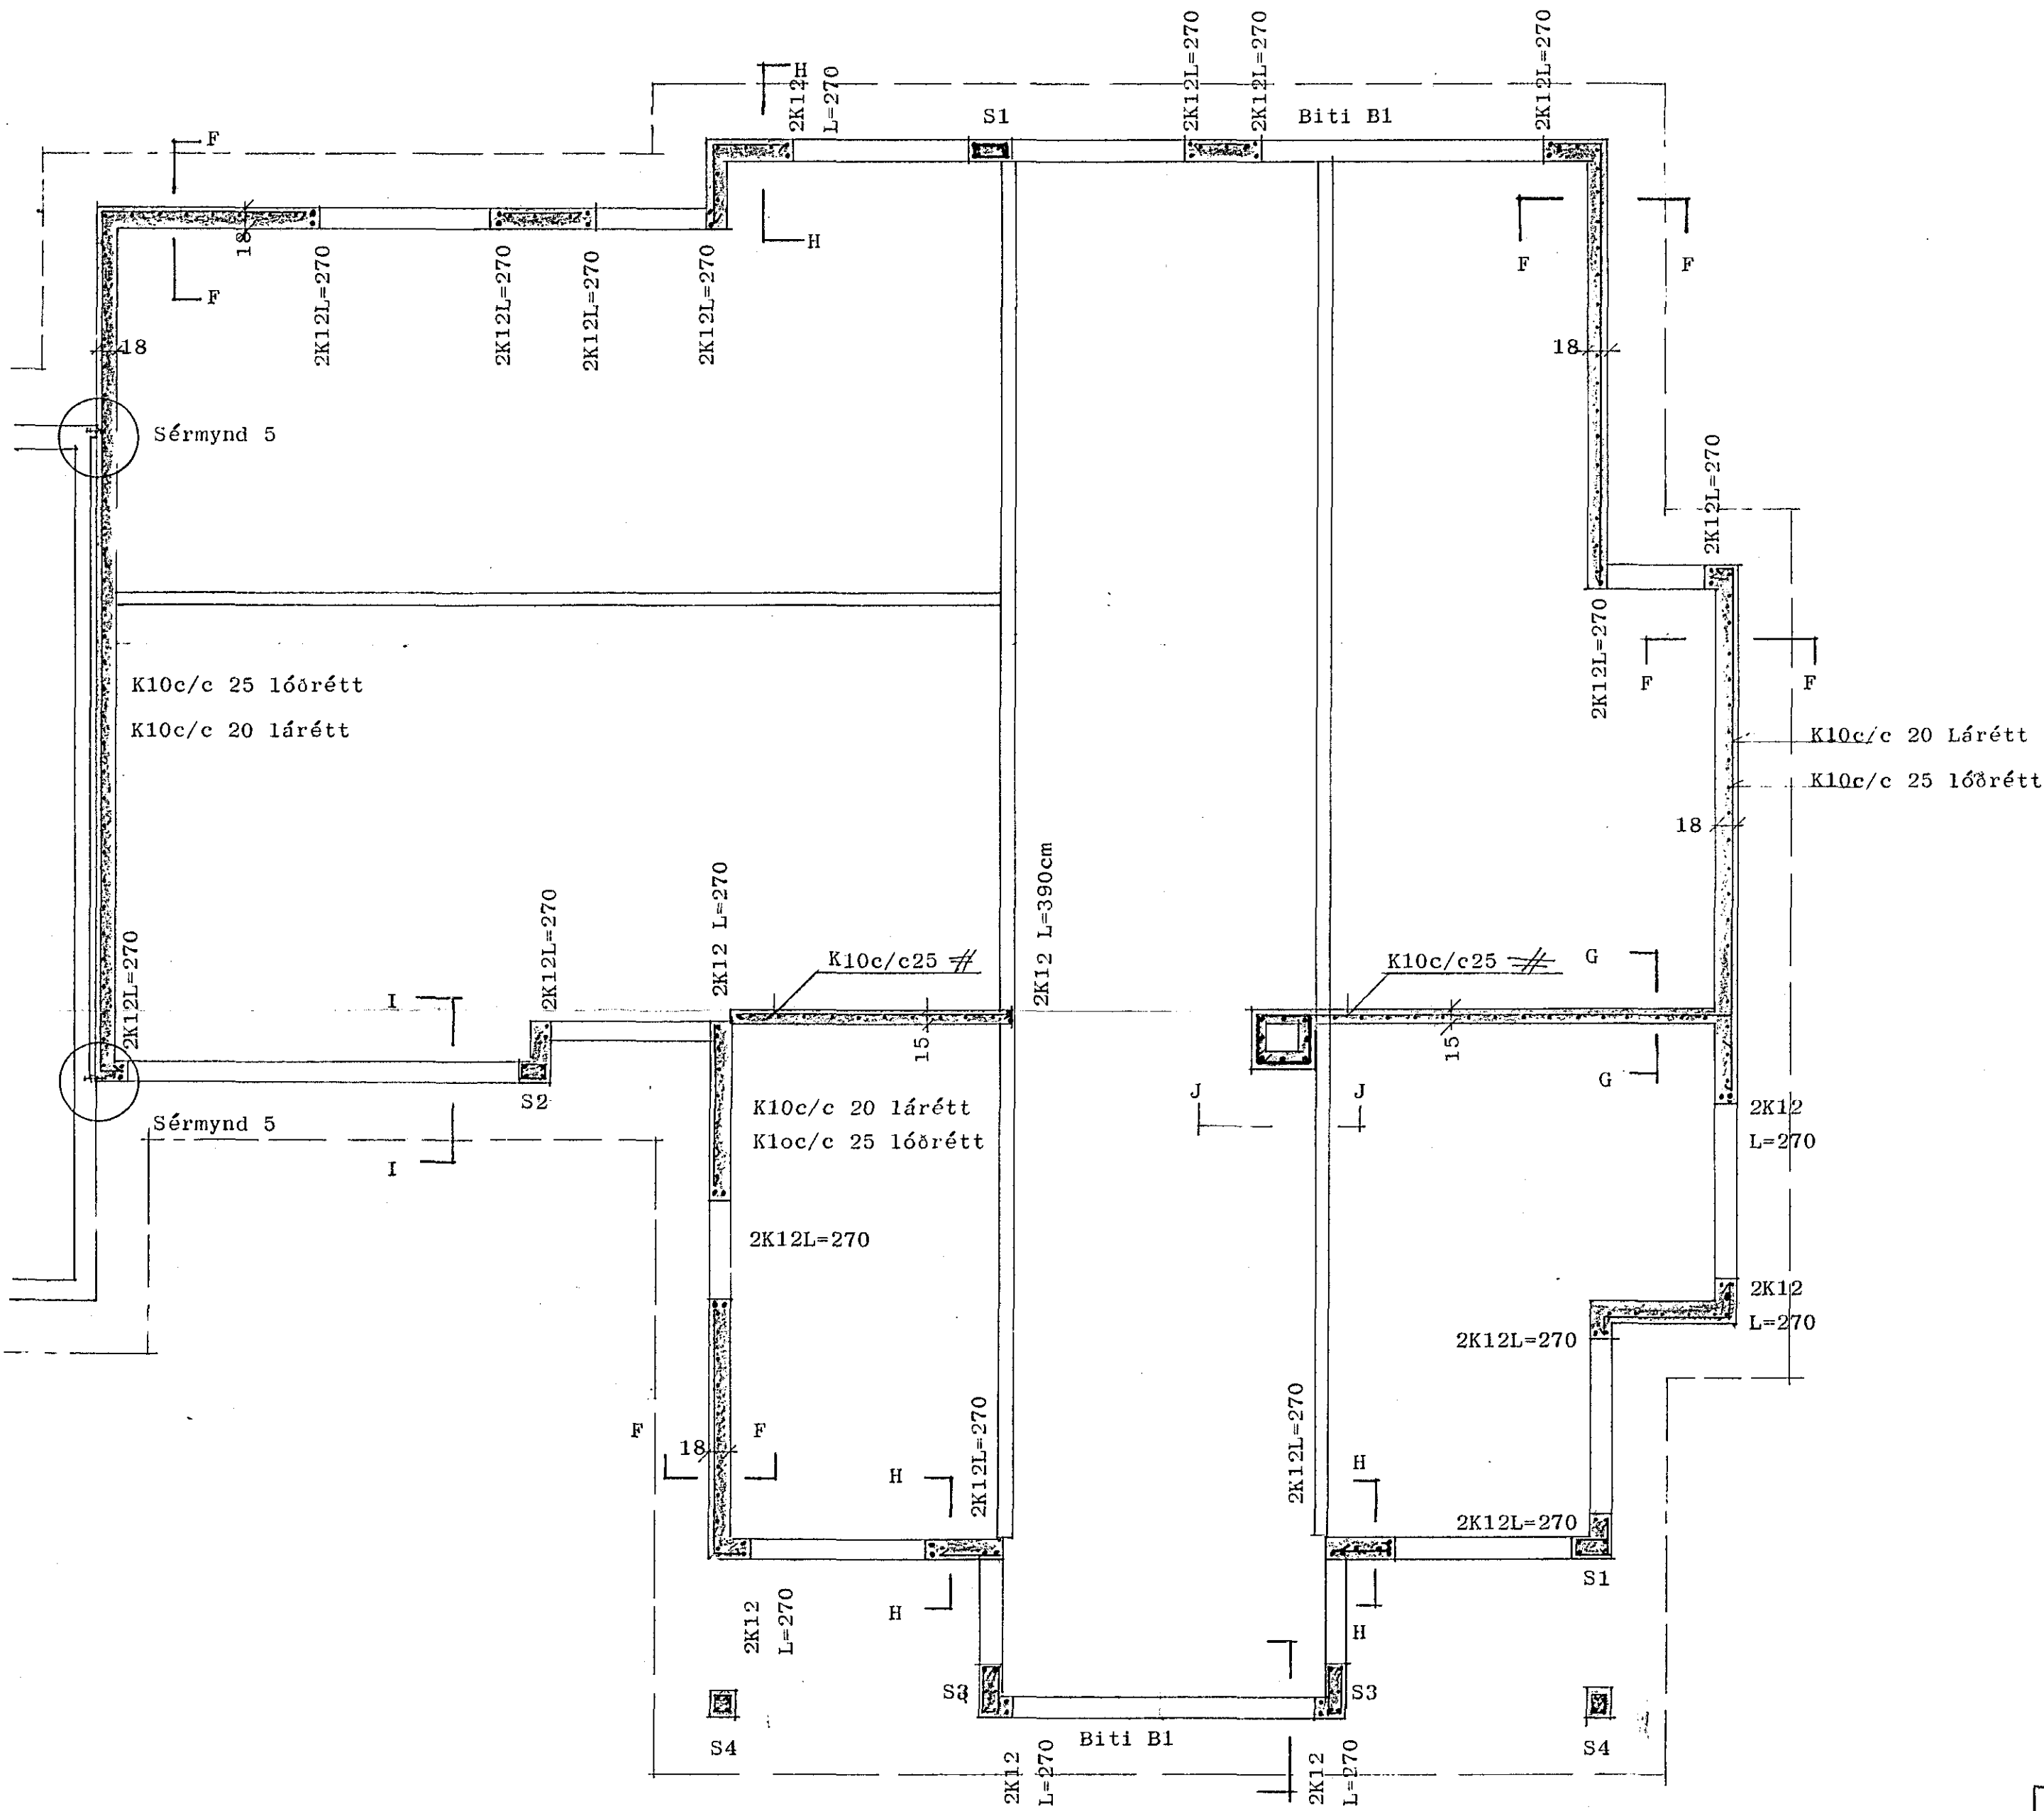 H
2K12
L=270
S1
2K12L=270
2K12L=270
Biti B1
2K12L=270
F
18
F
H
2K12L=270
2K12L=270
2K12L=270
2K12L=270
F
F
18
18
Sérmynd 5
2K12L=270
2K12L=270
F
F
K10c/c 25 lóðrétt
K10c/c 20 lárétt
K10c/c 20 Lárétt
K10c/c 25 lóðrétt
18
2K12L=270
2K12L=270
2K12 L=270
K10c/c25
2K12 L=390cm
K10c/c25
G
I
15
15
G
S2
J
J
Sérmynd 5
I
K10c/c 20 lárétt
K1oc/c 25 lóðrétt
2K12
L=270
2K12L=270
2K12
L=270
2K12L=270
F
18
F
H
2K12L=270
2K12L=270
H
2K12L=270
H
H
S1
2K12
L=270
S3
S3
S4
Biti B1
S4
2K12
L=270
2K12
L=270